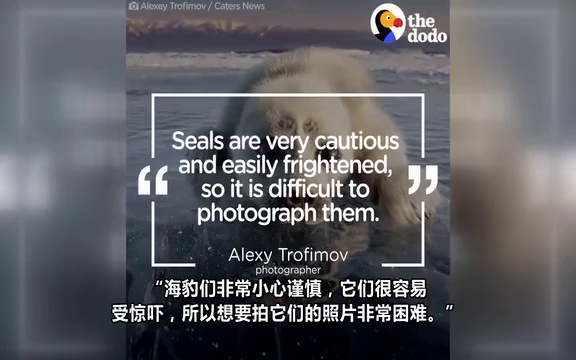 Alexey Trofimov / Caters News
the
dodo
Seals are very cautious
and easily frightened,
“ so it is difficult to ”
photograph them.
Alexy Trofimov
photographer
“海豹们非常小心谨慎，它们很容易
受惊吓，所以想要拍它们的照片非常困难。”